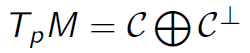 T_pM = 𝒞 ⨁ 𝒞^⊥